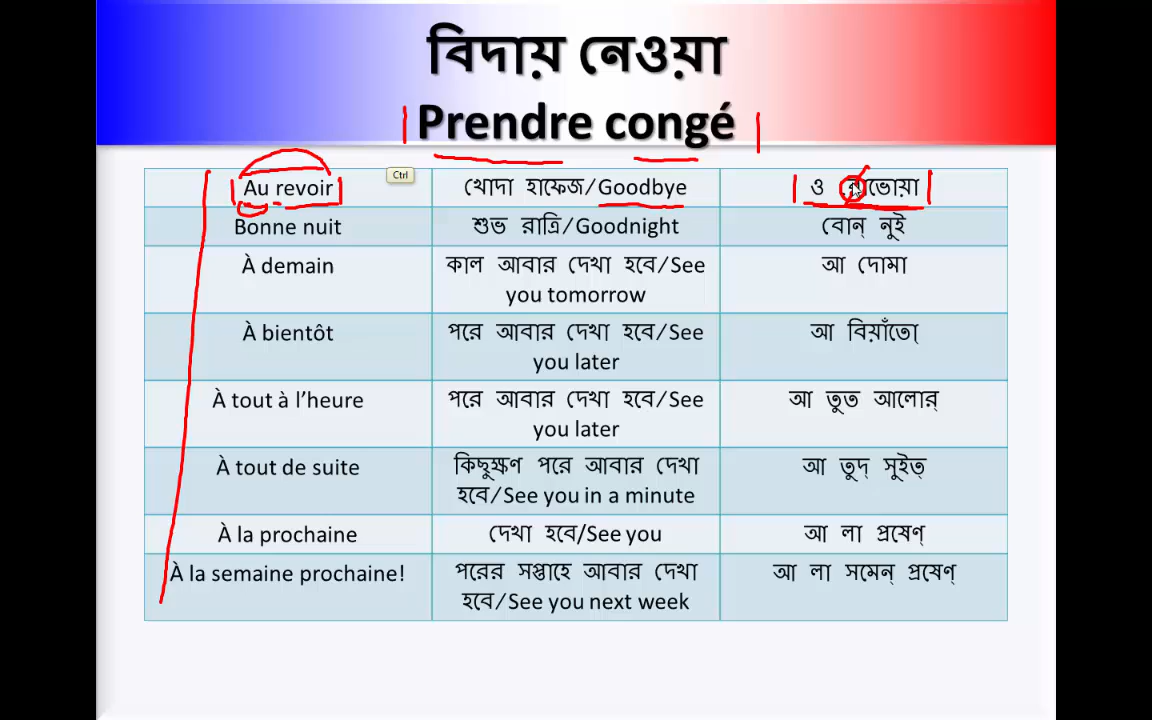 বিদায় নেওয়া
Prendre congé
Ctrl
Au revoir খোদা হাফেজ/Goodbye ও
Bonne nuit শুভ রাত্রি/Goodnight বোন্ নুই
À demain কাল আবার দেখা হবে/See আ দোমা
you tomorrow
À bientôt পরে আবার দেখা হবে/See আ বিয়াঁতো্
you later
À tout à l’heure পরে আবার দেখা হবে/See আ তুত আলোর্
you later
À tout de suite কিছুক্ষণ পরে আবার দেখা আ তুদ্ সুইত্
হবে/See you in a minute
À la prochaine দেখা হবে/See you আ লা প্রষেণ্
À la semaine prochaine! পরের সপ্তাহে আবার দেখা আ লা সমেন্ প্রষেণ্
হবে/See you next week